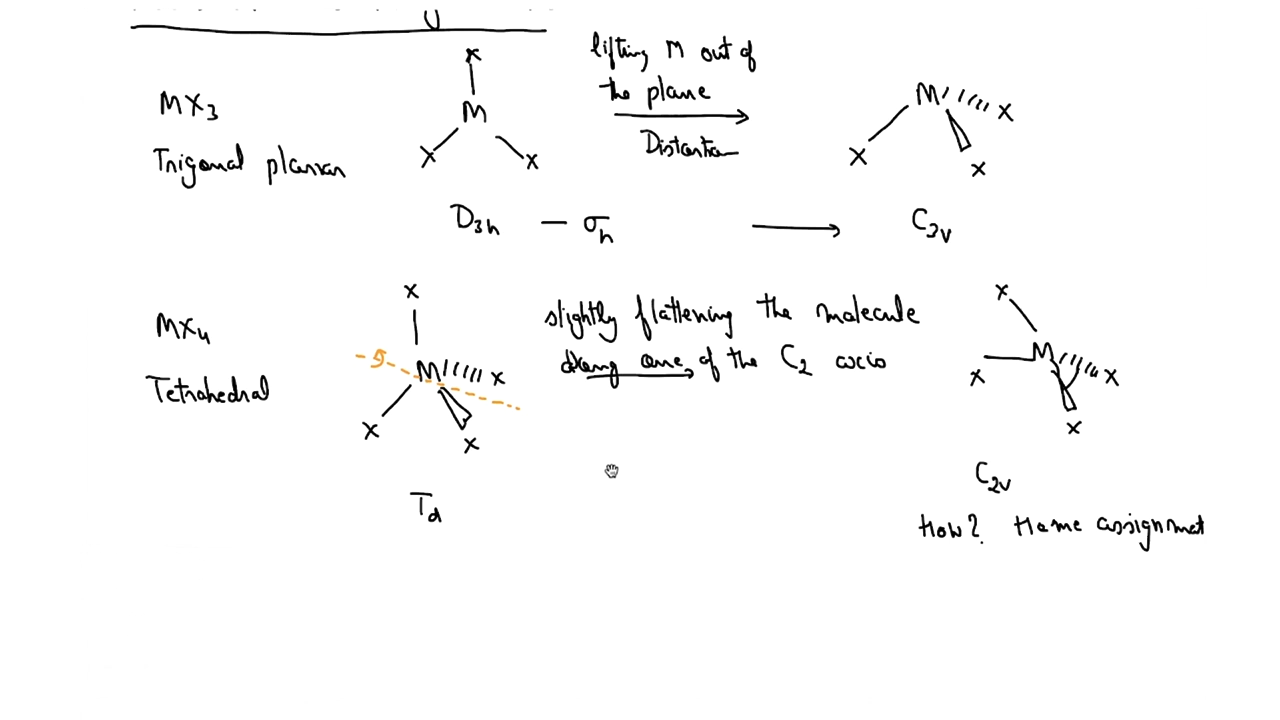 x
lifting M out of
the plane
MX3
M
M
x
Trigonal planar
x
x
Distortion
x
x
D3h - σh
C3v
x
x
MX4
slightly flattening the molecule
along one of the C2 axis
M
M
x
x
x
Tetrahedral
x
x
x
Td
C2v
How? Home assignment